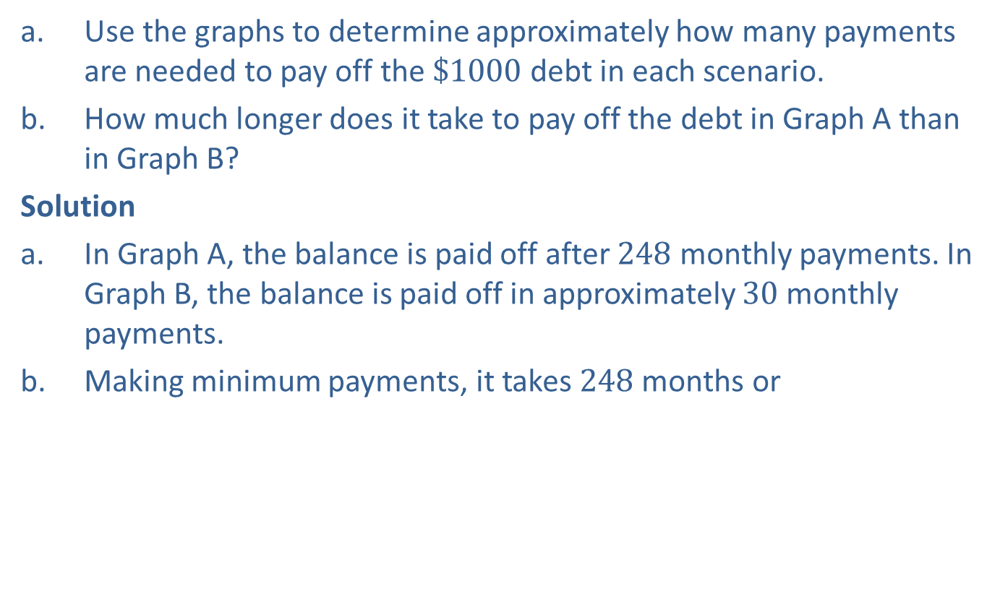 a. Use the graphs to determine approximately how many payments
are needed to pay off the $1000 debt in each scenario.
b. How much longer does it take to pay off the debt in Graph A than
in Graph B?
Solution
a. In Graph A, the balance is paid off after 248 monthly payments. In
Graph B, the balance is paid off in approximately 30 monthly
payments.
b. Making minimum payments, it takes 248 months or